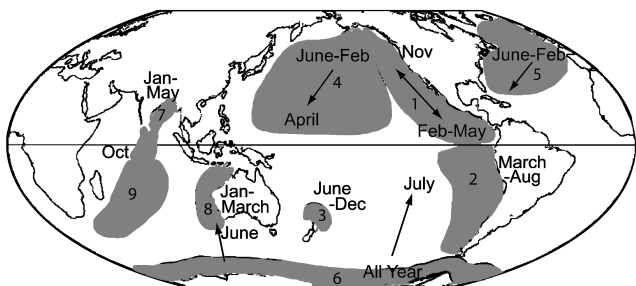 June-Feb
4
April
Nov
1
Feb-May
June-Feb
5
Jan-
May
7
Oct
9
Jan-
March
8
June
June
-Dec
3
July
March
-Aug
2
6
All Year